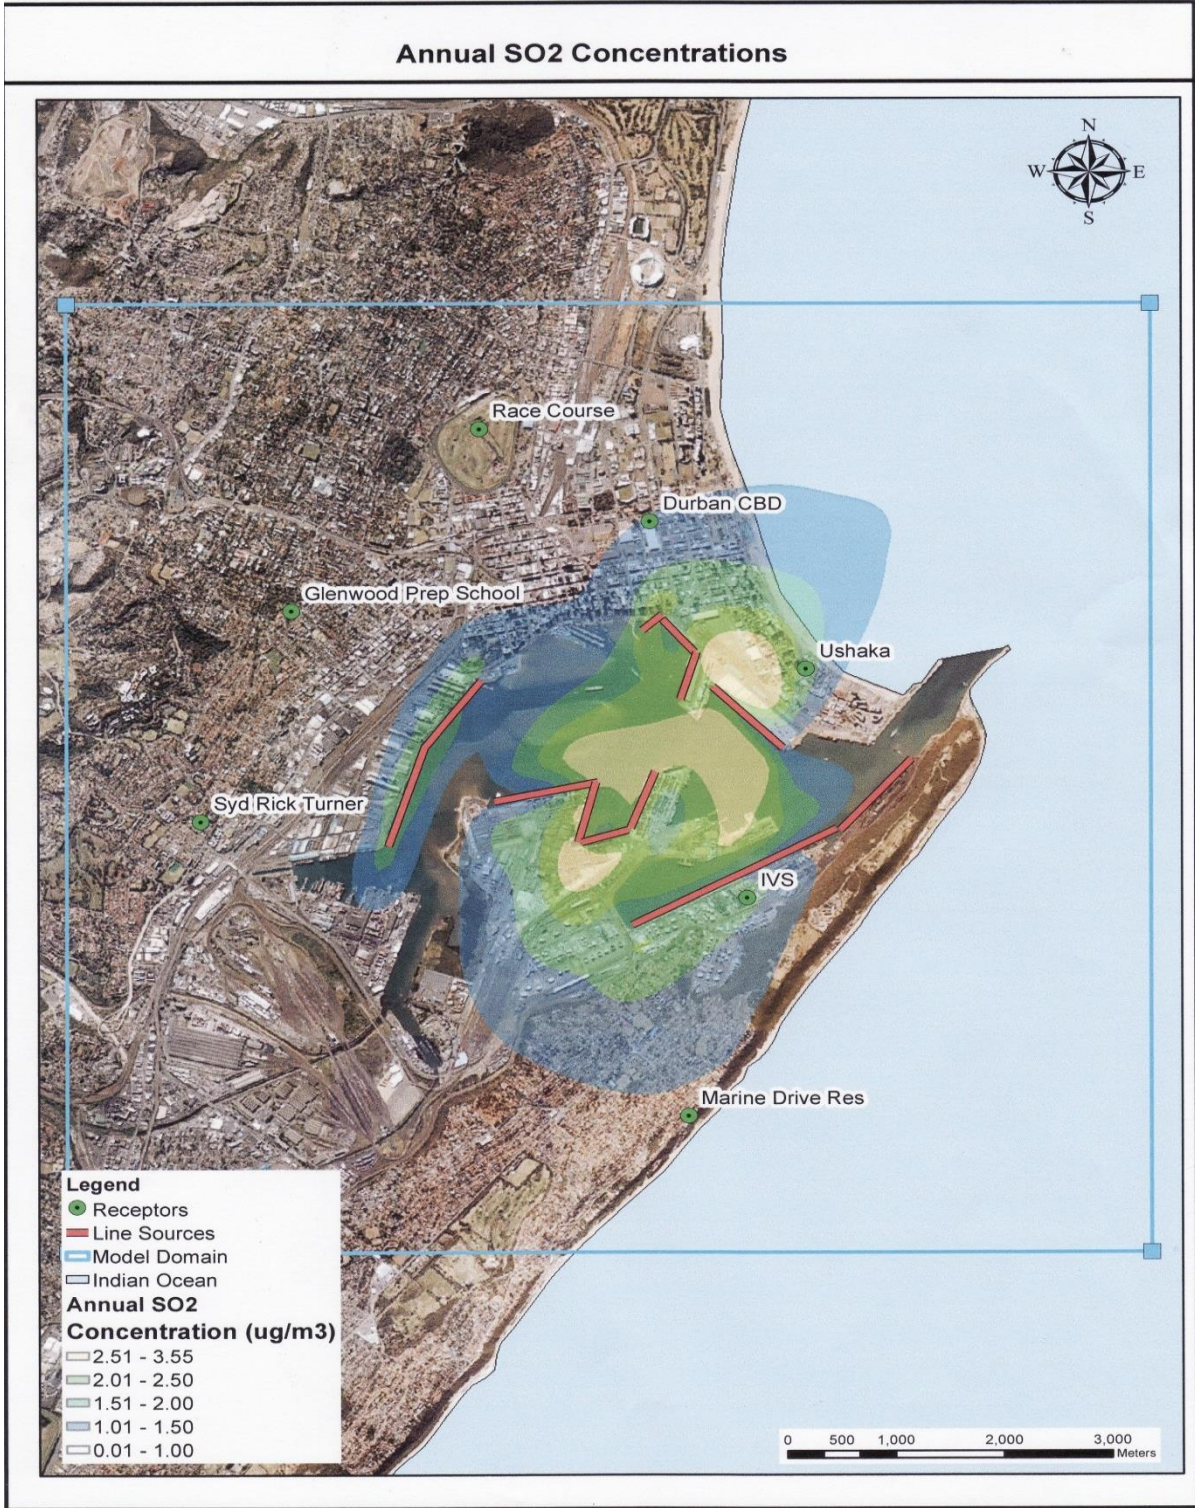 Annual SO2 Concentrations
N
W E
S
Race Course
Durban CBD
Glenwood Prep School
Ushaka
Syd Rick Turner
IVS
Marine Drive Res
Legend
Receptors
Line Sources
Model Domain
Indian Ocean
Annual SO2
Concentration (ug/m3)
2.51 - 3.55
2.01 - 2.50
1.51 - 2.00
1.01 - 1.50
0.01 - 1.00
0 500 1,000 2,000 3,000
Meters